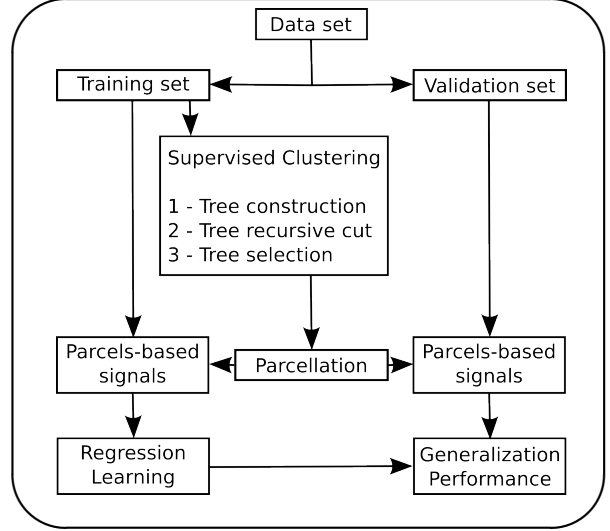 Data set
Training set
Validation set
Supervised Clustering
1 - Tree construction
2 - Tree recursive cut
3 - Tree selection
Parcels-based
signals
Parcellation
Parcels-based
signals
Regression
Learning
Generalization
Performance